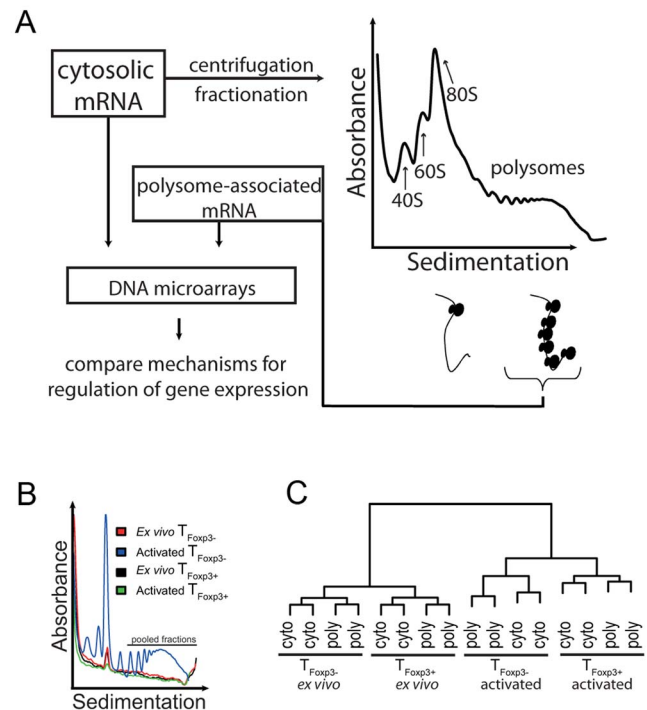 A
cytosolic
mRNA
centrifugation
fractionation
polysome-associated
mRNA
DNA microarrays
compare mechanisms for
regulation of gene expression
Absorbance
80S
60S
40S
polysomes
Sedimentation
B
Absorbance
Ex vivo TFoxp3-
Activated TFoxp3-
Ex vivo TFoxp3+
Activated TFoxp3+
pooled fractions
Sedimentation
C
cyto cyto poly poly cyto cyto poly poly poly poly cyto cyto cyto cyto poly poly
TFoxp3- TFoxp3+ TFoxp3- TFoxp3+
ex vivo ex vivo activated activated